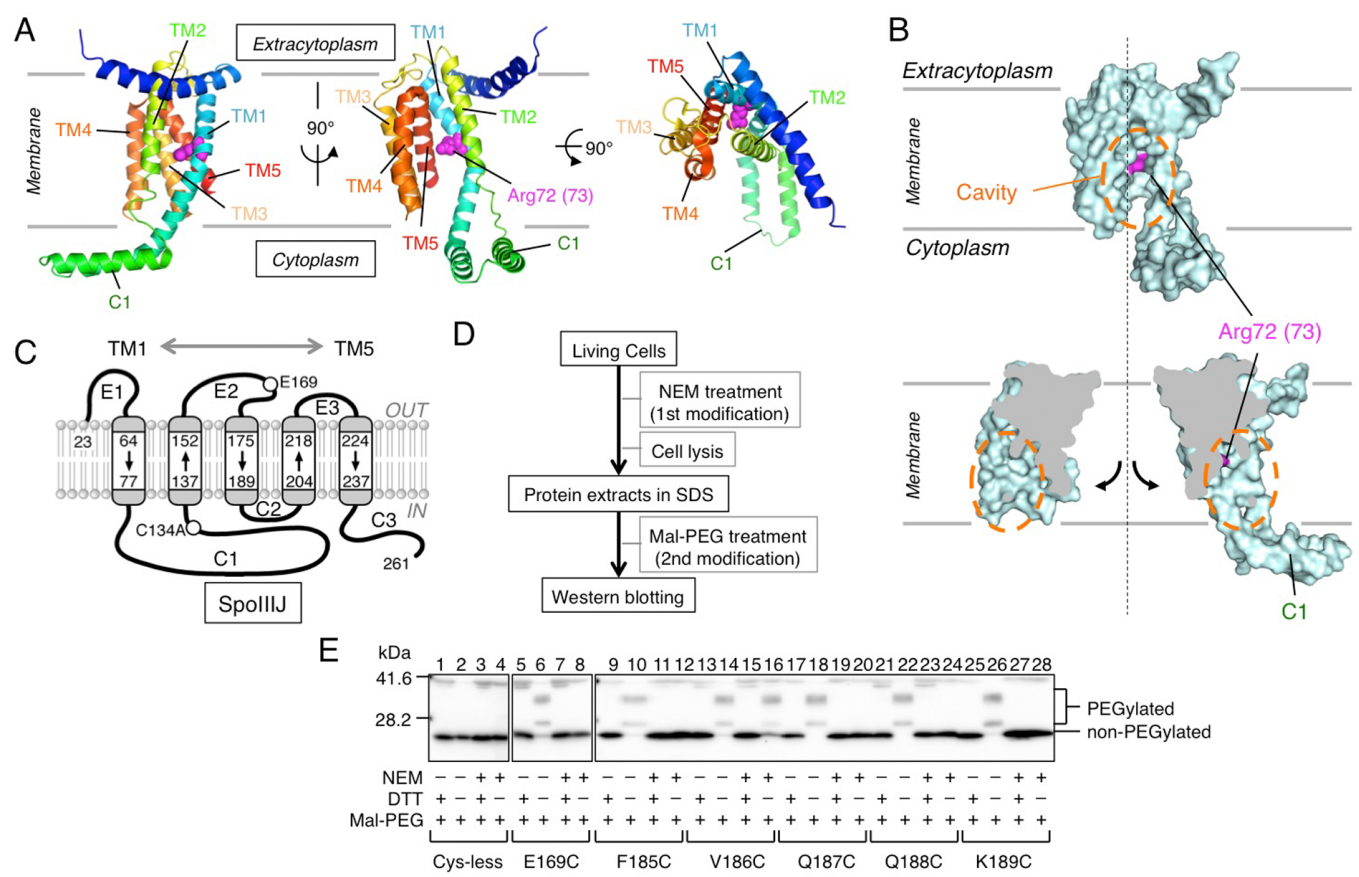 A
TM2
Extracytoplasm
TM1
TM1
TM5
TM3
TM2
TM4
TM1
90°
TM2
90°
TM3
TM5
TM4
Arg72 (73)
TM3
TM5
TM4
Membrane
Cytoplasm
C1
C1
C1
B
Extracytoplasm
Membrane
Cavity
Cytoplasm
Arg72 (73)
Membrane
C1
C
TM1
TM5
E1
E2
E169
E3
OUT
23
64
152
175
218
224
77
137
189
204
237
IN
C134A
C2
C3
C1
261
SpoIIIJ
D
Living Cells
NEM treatment
(1st modification)
Cell lysis
Protein extracts in SDS
Mal-PEG treatment
(2nd modification)
Western blotting
E
kDa
1 2 3 4 5 6 7 8 9 10 11 12 13 14 15 16 17 18 19 20 21 22 23 24 25 26 27 28
41.6
28.2
PEGylated
non-PEGylated
NEM − − + + − − + + − − + + − − + + − − + + − − + + − − + +
DTT + − + − + − + − + − + − + − + − + − + − + − + − + − + −
Mal-PEG + + + + + + + + + + + + + + + + + + + + + + + + + + + +
Cys-less E169C F185C V186C Q187C Q188C K189C